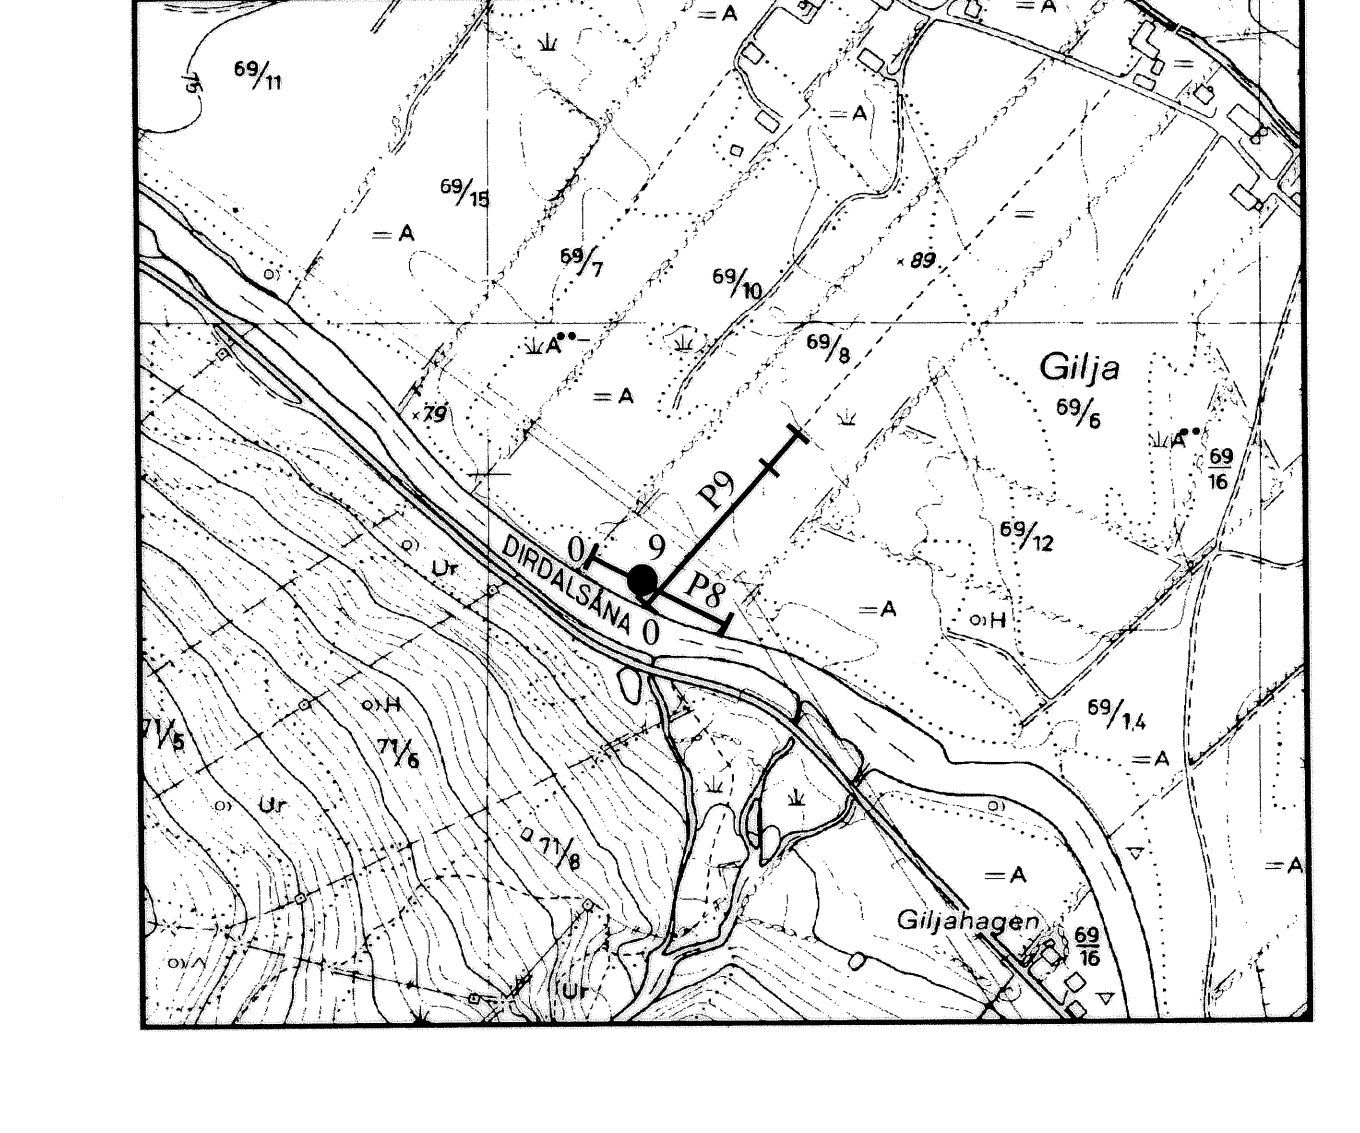 = A
= A
69/11
=
= A
69/15
= A
=
69/7
× 89
69/10
A
69/8
Gilja
= A
69/6
× 79
A
69
16
P9
69/12
0
9
DIRDALSÅNA
Ur
P8
= A
H
0
H
69/1,4
71/5
71/6
= A
Ur
71/8
= A
= A
Giljahagen
69
16
Ur